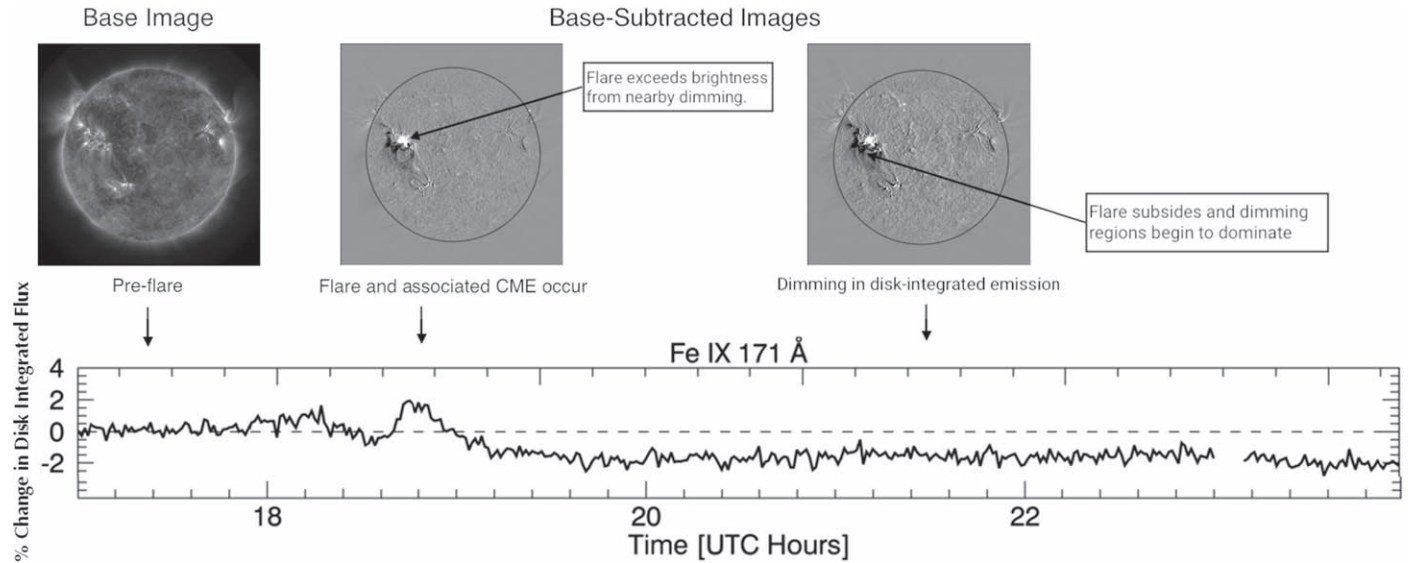 Base Image
Base-Subtracted Images
Flare exceeds brightness
from nearby dimming.
Flare subsides and dimming
regions begin to dominate
Pre-flare
Flare and associated CME occur
Dimming in disk-integrated emission
% Change in Disk Integrated Flux
Fe IX 171 Å
4
2
0
-2
18
20
22
Time [UTC Hours]